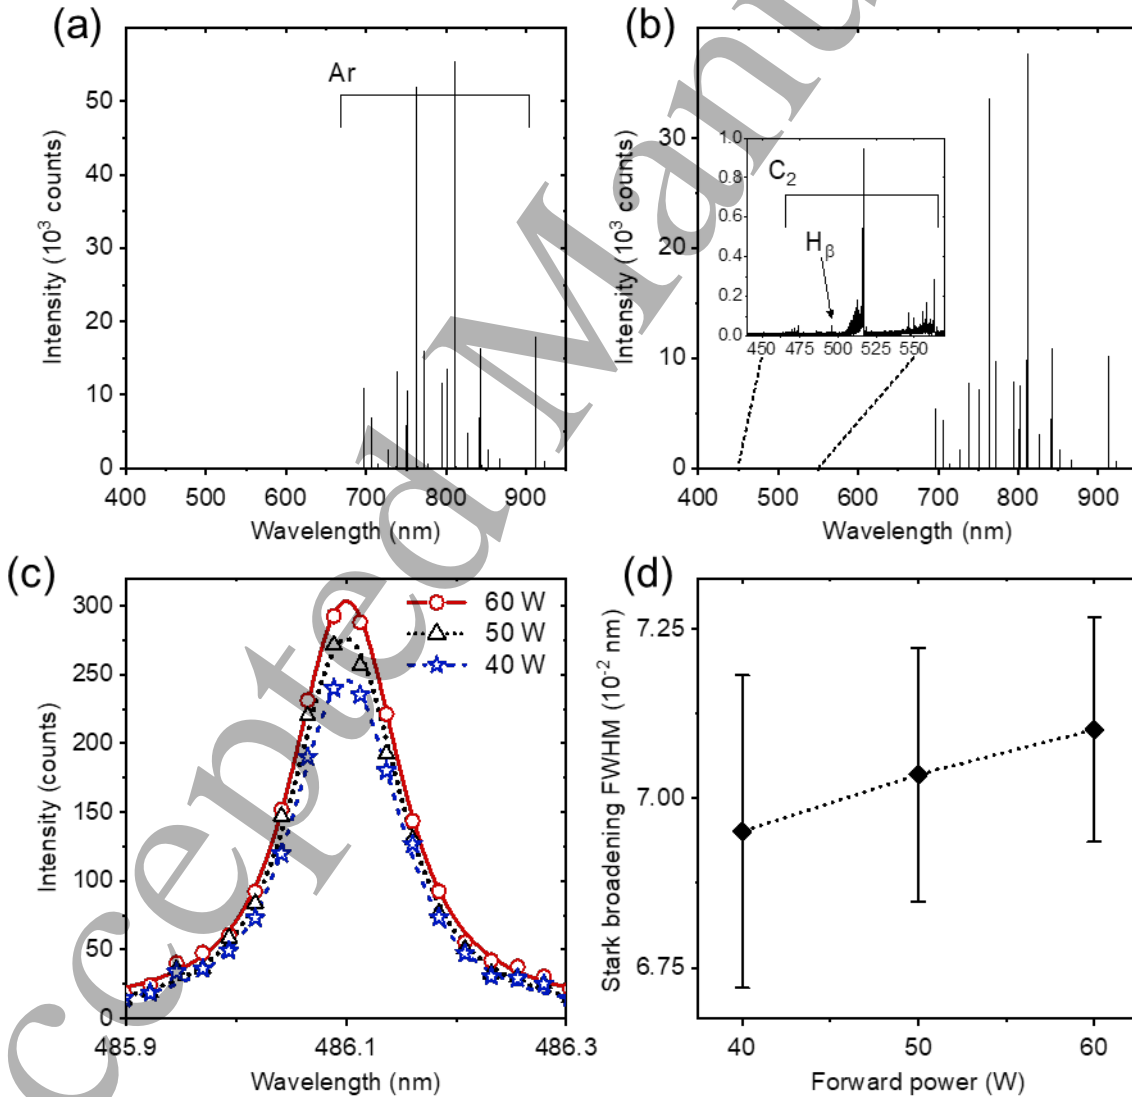 (a)
Ar
Intensity (10³ counts)
50
40
30
20
10
0
400 500 600 700 800 900
Wavelength (nm)
(b)
Intensity (10³ counts)
30
20
10
0
1.0
0.8
0.6
0.4
0.2
0.0
C₂
Hβ
450 475 500 525 550
400 500 600 700 800 900
Wavelength (nm)
(c)
60 W
50 W
40 W
Intensity (counts)
300
250
200
150
100
50
0
485.9 486.1 486.3
Wavelength (nm)
(d)
Stark broadening FWHM (10⁻² nm)
7.25
7.00
6.75
40 50 60
Forward power (W)
cepted Manu